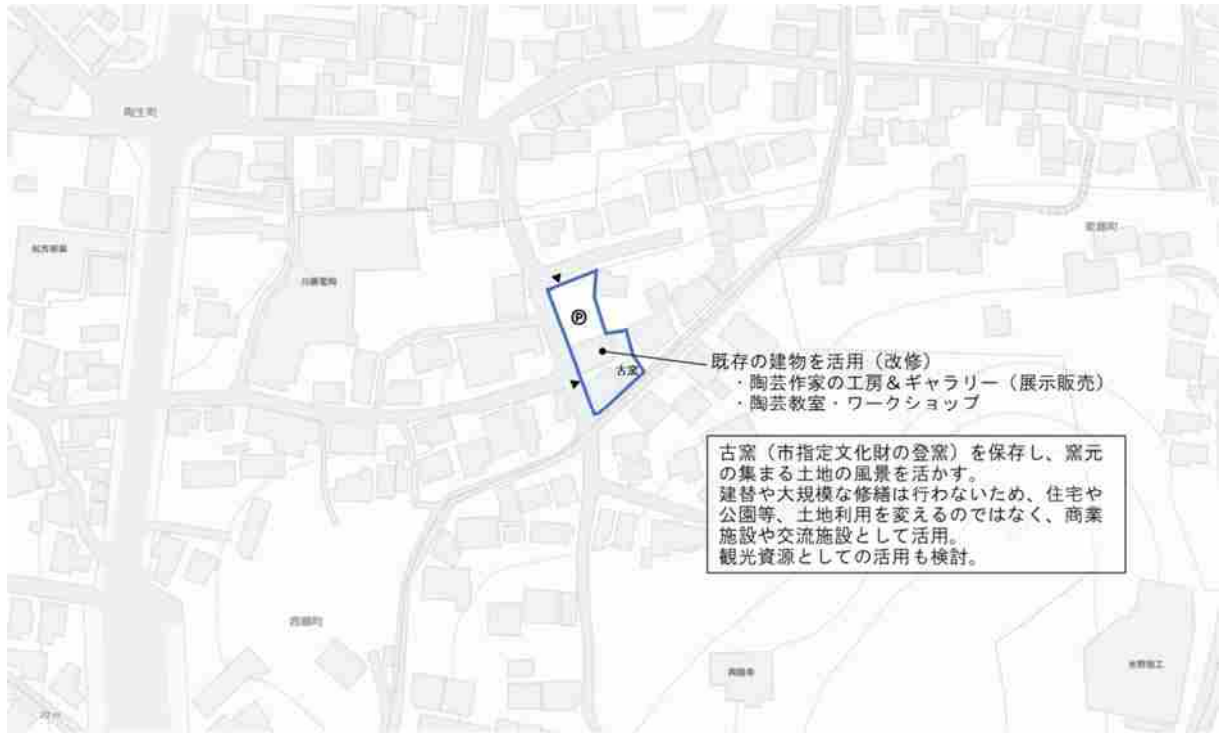 Ⓟ
古窯
既存の建物を活用（改修）
・陶芸作家の工房＆ギャラリー（展示販売）
・陶芸教室・ワークショップ
古窯（市指定文化財の登窯）を保存し、窯元
の集まる土地の風景を活かす。
建替や大規模な修繕は行わないため、住宅や
公園等、土地利用を変えるのではなく、商業
施設や交流施設として活用。
観光資源としての活用も検討。